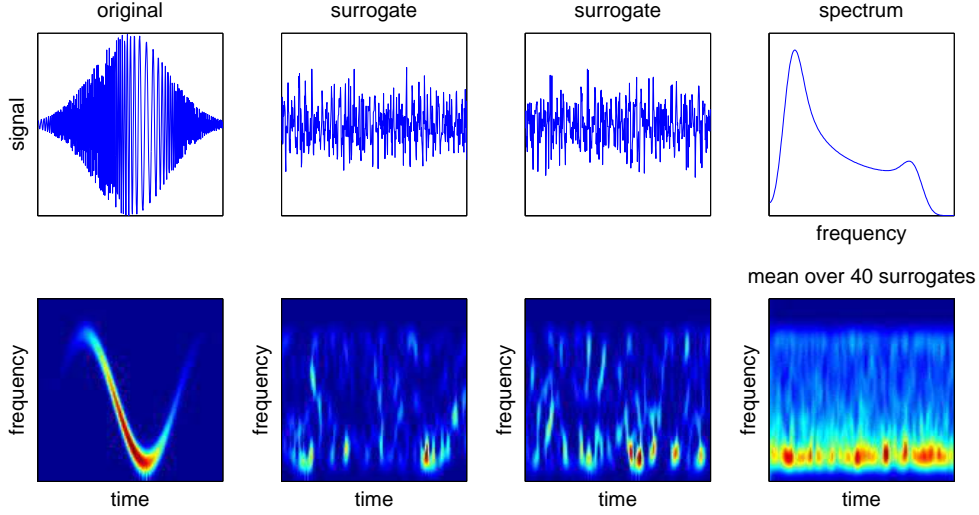 original
surrogate
surrogate
spectrum
signal
frequency
mean over 40 surrogates
frequency
frequency
frequency
frequency
time
time
time
time